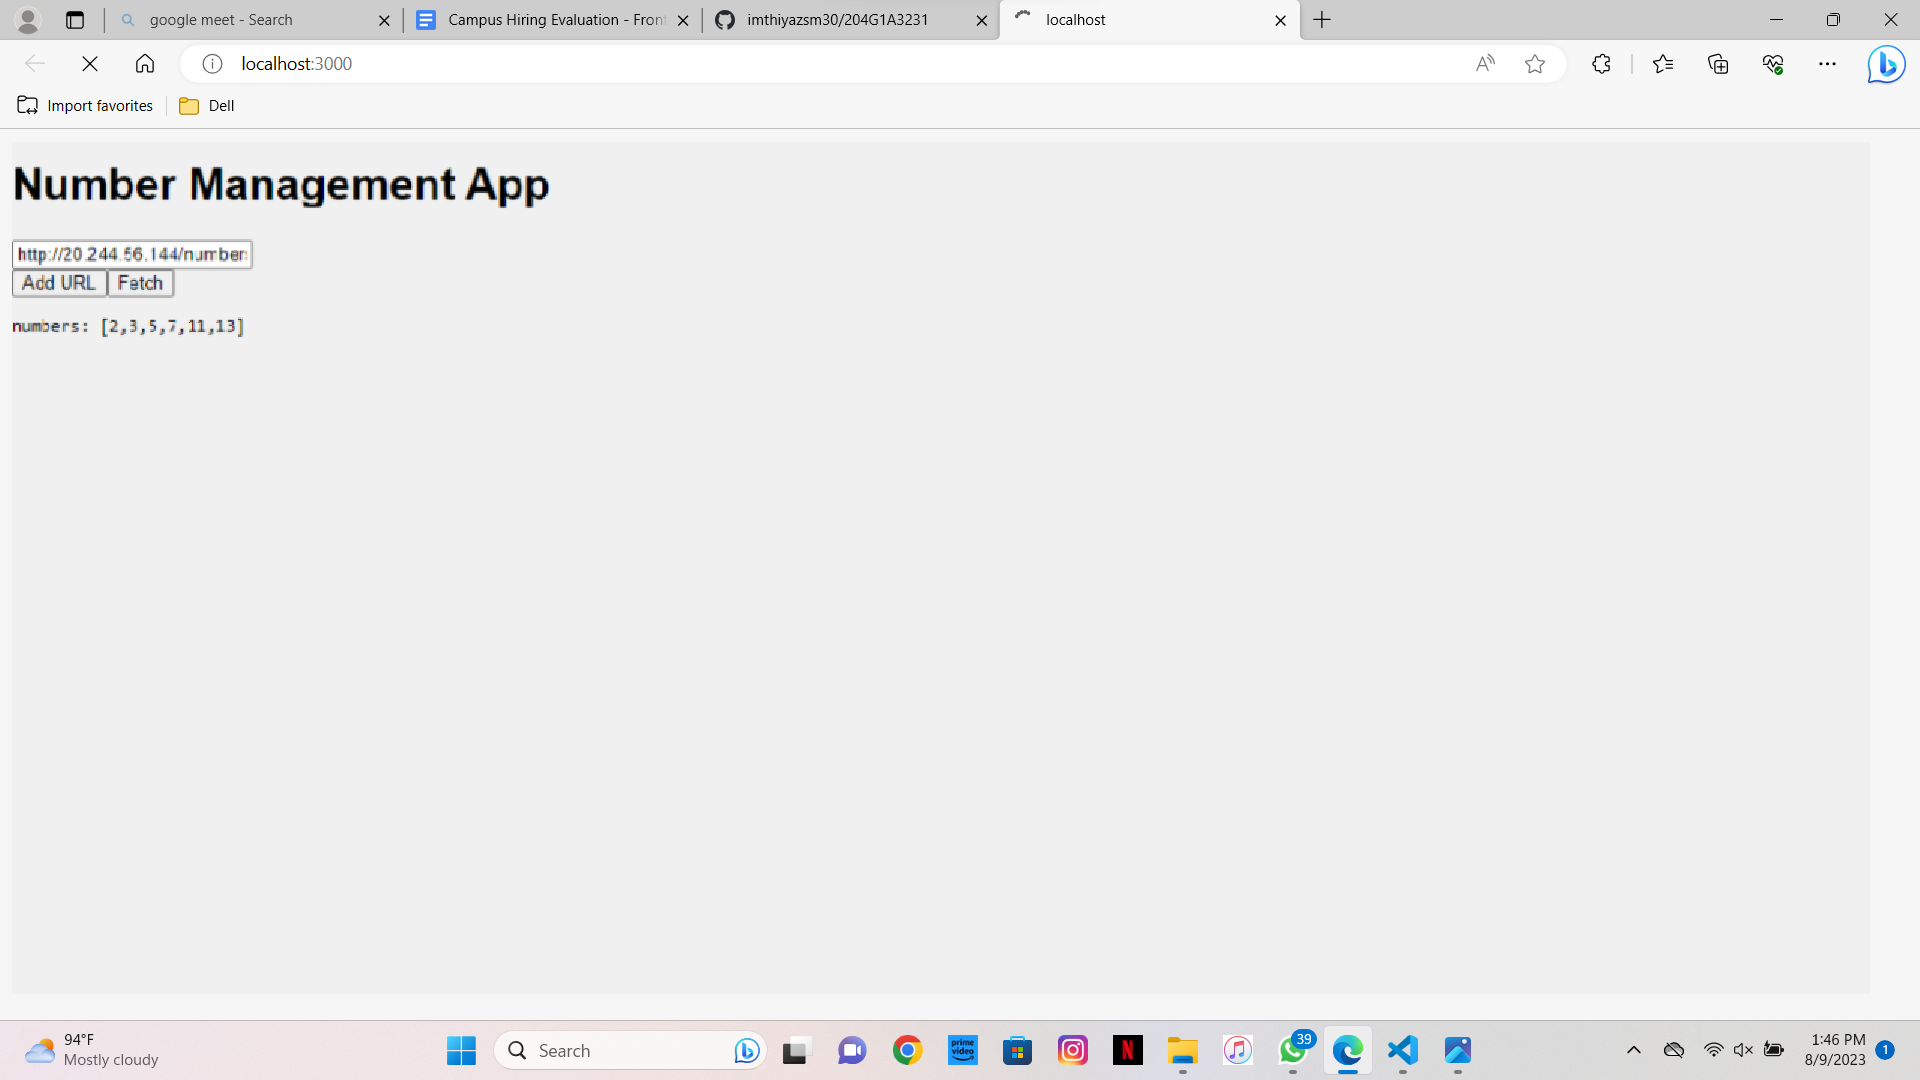 google meet - Search
Campus Hiring Evaluation - Fron
imthiyazsm30/204G1A3231
localhost
localhost:3000
Import favorites
Dell
Number Management App
http://20.244.56.144/number
Add URL
Fetch
numbers: [2,3,5,7,11,13]
94°F
Mostly cloudy
Search
prime video
39
1:46 PM
8/9/2023
1